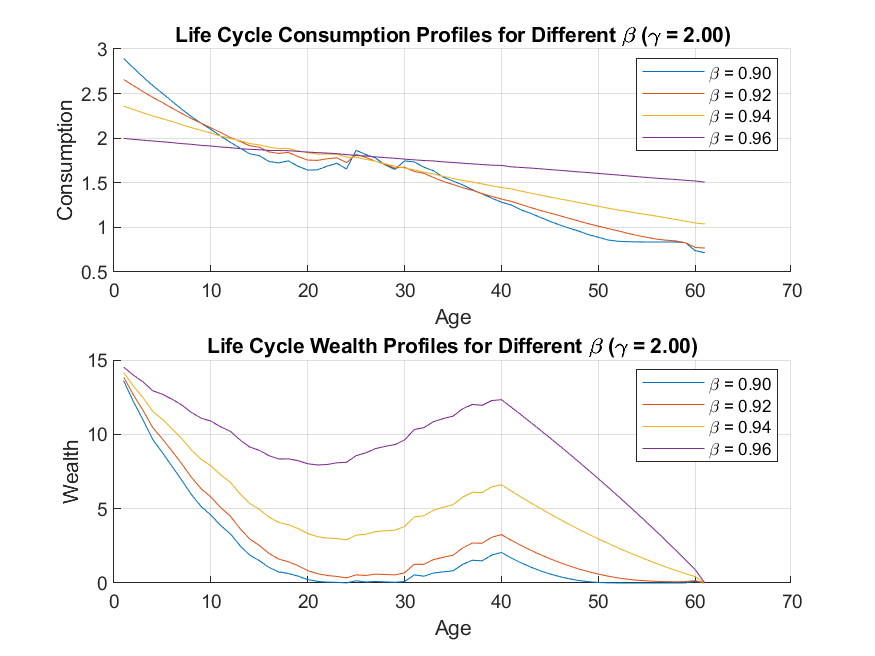 Life Cycle Consumption Profiles for Different β (γ = 2.00)
3
2.5
2
1.5
1
0.5
Consumption
β = 0.90
β = 0.92
β = 0.94
β = 0.96
0 10 20 30 40 50 60 70
Age
Life Cycle Wealth Profiles for Different β (γ = 2.00)
15
10
5
0
Wealth
β = 0.90
β = 0.92
β = 0.94
β = 0.96
0 10 20 30 40 50 60 70
Age